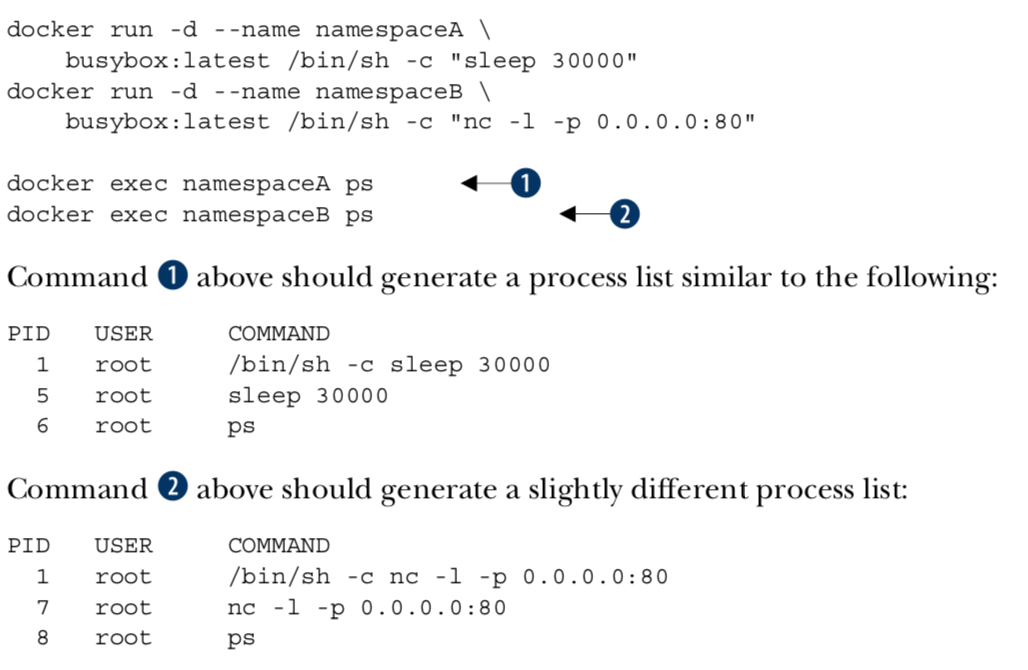 docker run -d --name namespaceA \
    busybox:latest /bin/sh -c "sleep 30000"
docker run -d --name namespaceB \
    busybox:latest /bin/sh -c "nc -l -p 0.0.0.0:80"
docker exec namespaceA ps 1
docker exec namespaceB ps 2
Command 1 above should generate a process list similar to the following:
PID USER COMMAND
1 root /bin/sh -c sleep 30000
5 root sleep 30000
6 root ps
Command 2 above should generate a slightly different process list:
PID USER COMMAND
1 root /bin/sh -c nc -l -p 0.0.0.0:80
7 root nc -l -p 0.0.0.0:80
8 root ps